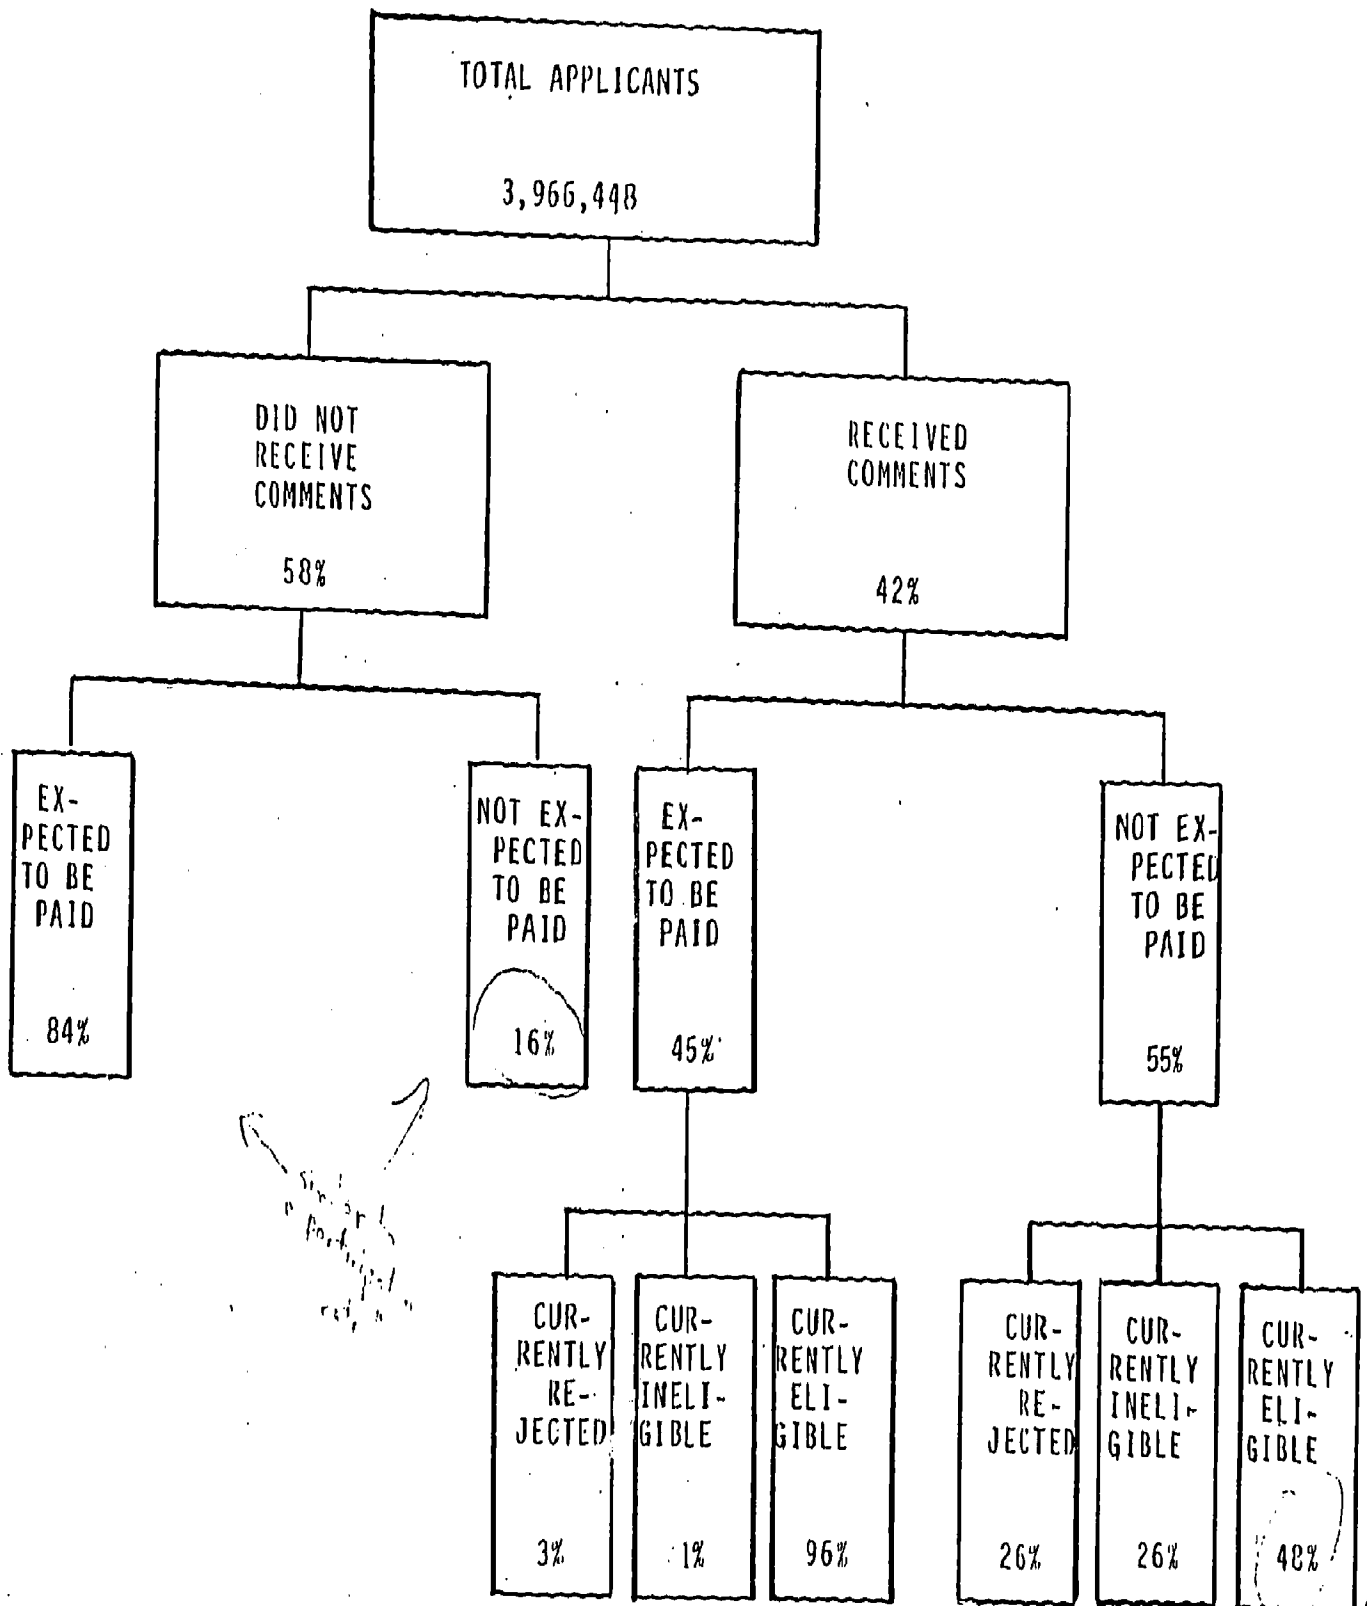 TOTAL APPLICANTS
3,966,448
DID NOT
RECEIVE
COMMENTS
58%
RECEIVED
COMMENTS
42%
EX-
PECTED
TO BE
PAID
84%
NOT EX-
PECTED
TO BE
PAID
16%
EX-
PECTED
TO BE
PAID
45%
NOT EX-
PECTED
TO BE
PAID
55%
CUR-
RENTLY
RE-
JECTED
3%
CUR-
RENTLY
INELI-
GIBLE
1%
CUR-
RENTLY
ELI-
GIBLE
96%
CUR-
RENTLY
RE-
JECTED
26%
CUR-
RENTLY
INELI-
GIBLE
26%
CUR-
RENTLY
ELI-
GIBLE
48%